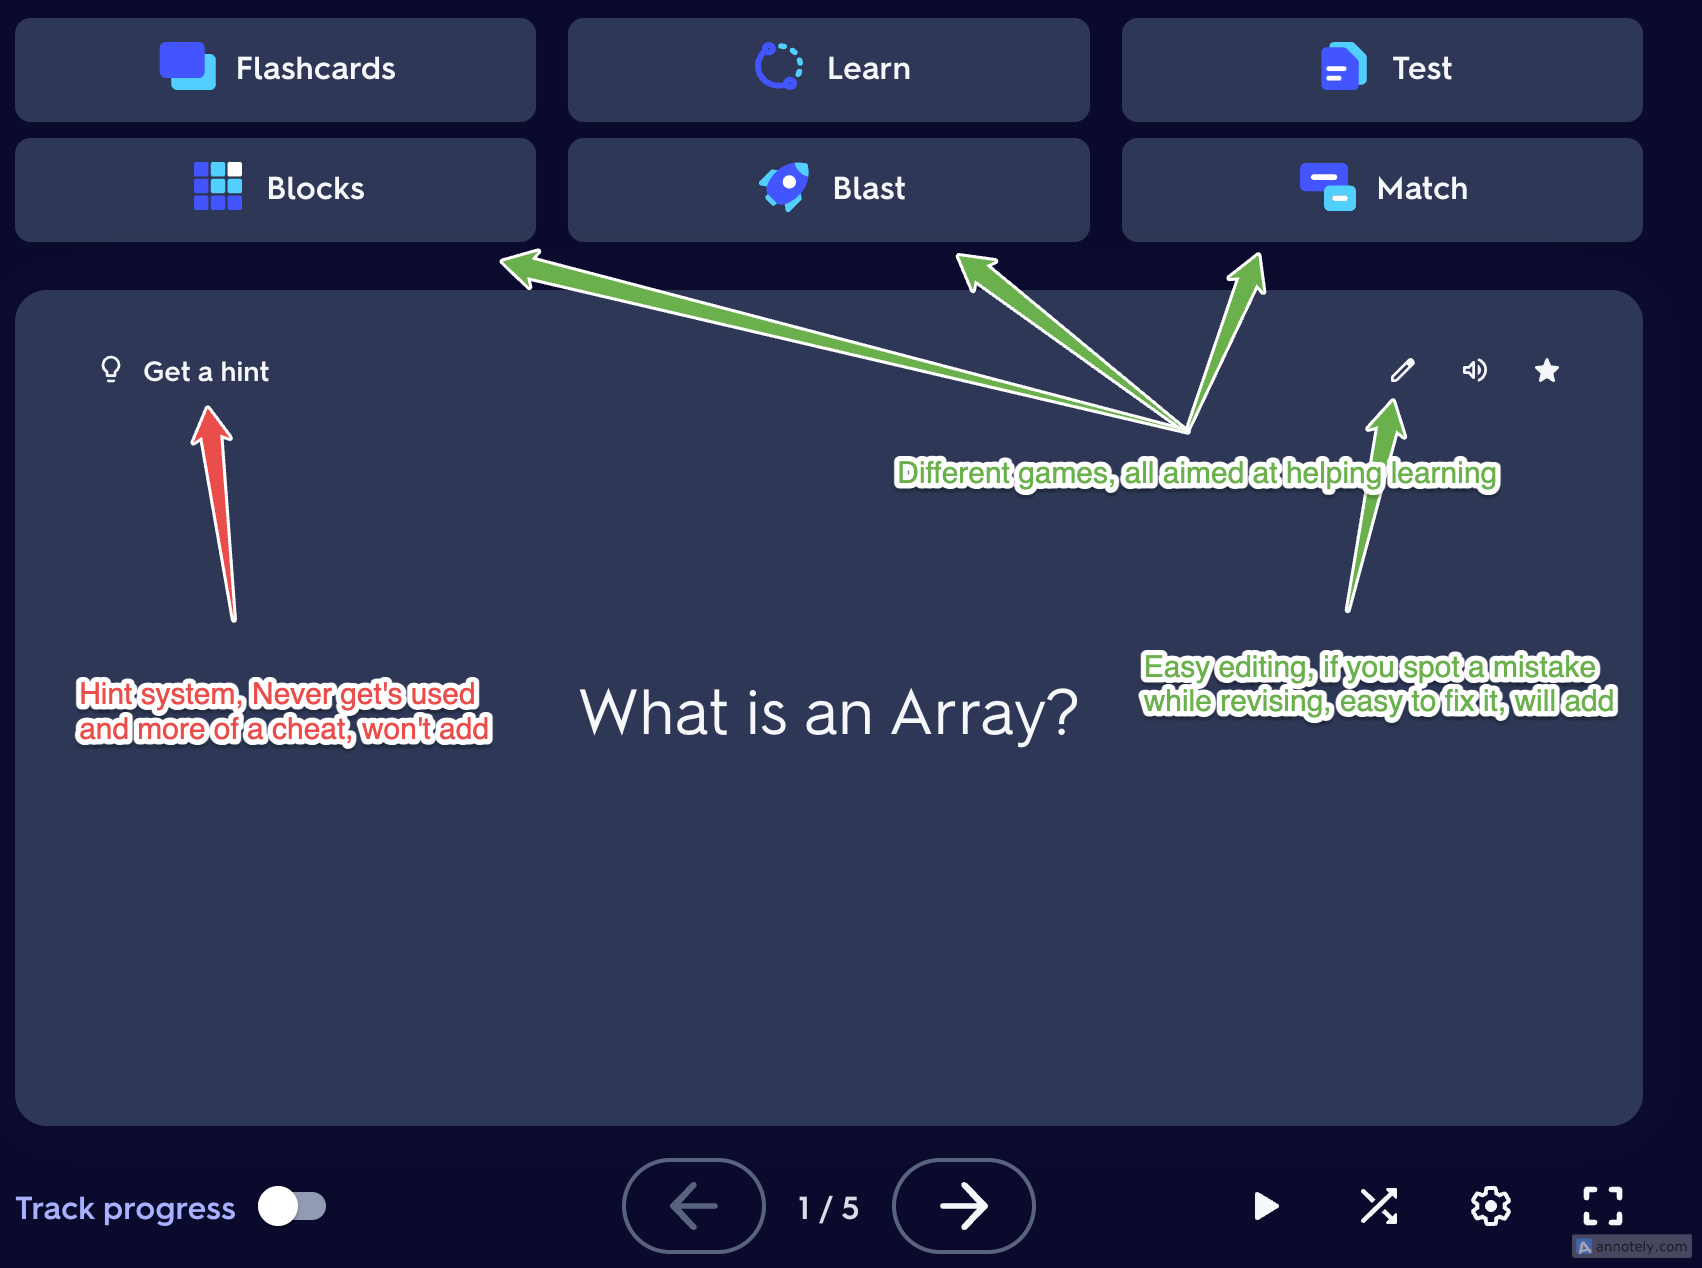 Flashcards
Learn
Test
Blocks
Blast
Match
Get a hint
Different games, all aimed at helping learning
Hint system, Never get's used
and more of a cheat, won't add
What is an Array?
Easy editing, if you spot a mistake
while revising, easy to fix it, will add
Track progress
1 / 5
annotely.com